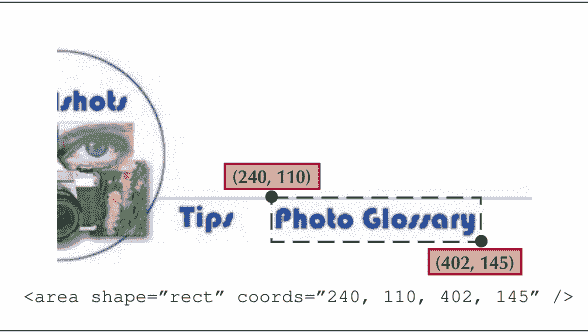 shots
(240, 110)
Tips
Photo Glossary
(402, 145)
<area shape=”rect” coords=”240, 110, 402, 145” />